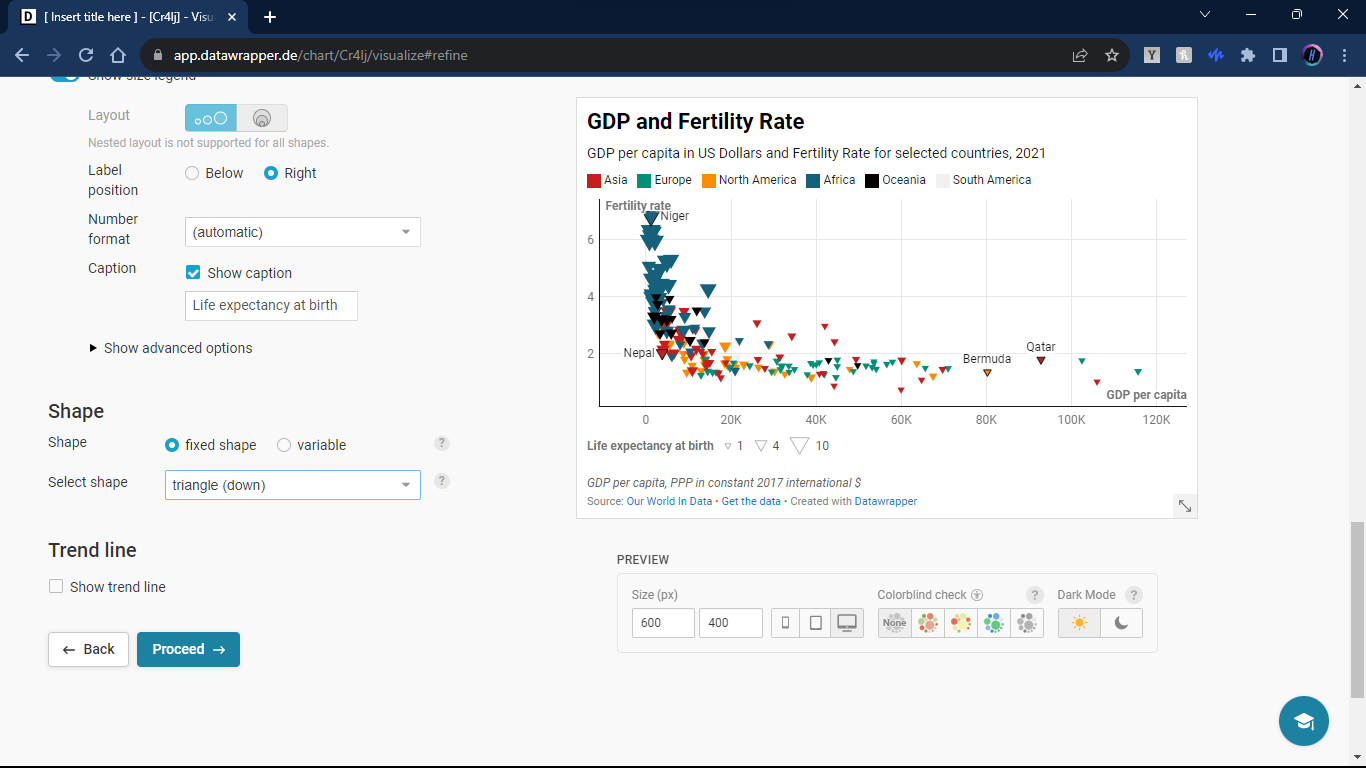 [ Insert title here ] - [Cr4lj] - Visu
app.datawrapper.de/chart/Cr4lj/visualize#refine
Show size legend
Layout
Nested layout is not supported for all shapes.
Label position
Below
Right
Number format
(automatic)
Caption
Show caption
Life expectancy at birth
Show advanced options
Shape
Shape
fixed shape
variable
?
Select shape
triangle (down)
?
Trend line
Show trend line
← Back
Proceed →
GDP and Fertility Rate
GDP per capita in US Dollars and Fertility Rate for selected countries, 2021
Asia Europe North America Africa Oceania South America
Fertility rate
Niger
6
4
2
Nepal
Bermuda
Qatar
GDP per capita
0 20K 40K 60K 80K 100K 120K
Life expectancy at birth 1 4 10
GDP per capita, PPP in constant 2017 international $
Source: Our World In Data • Get the data • Created with Datawrapper
PREVIEW
Size (px)
600
400
Colorblind check
?
None
Dark Mode
?